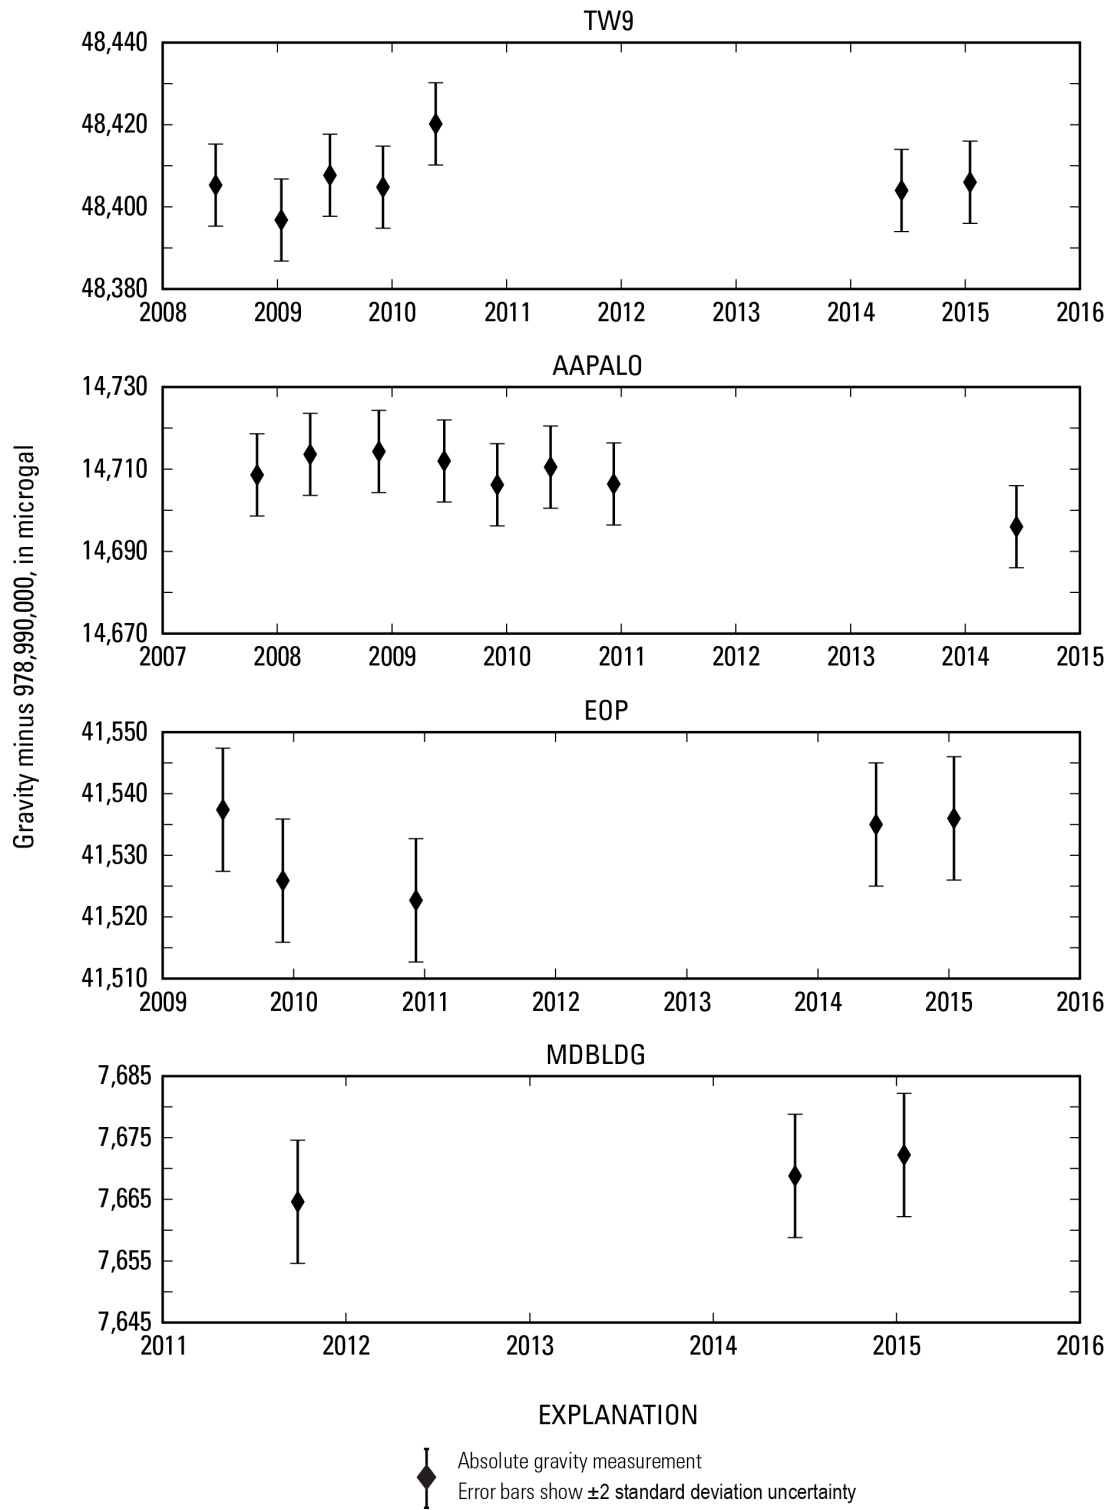 TW9
48,440
48,420
48,400
48,380
2008 2009 2010 2011 2012 2013 2014 2015 2016
Gravity minus 978,990,000, in microgal
AAPALO
14,730
14,710
14,690
14,670
2007 2008 2009 2010 2011 2012 2013 2014 2015
EOP
41,550
41,540
41,530
41,520
41,510
2009 2010 2011 2012 2013 2014 2015 2016
MDBLDG
7,685
7,675
7,665
7,655
7,645
2011 2012 2013 2014 2015 2016
EXPLANATION
Absolute gravity measurement
Error bars show ±2 standard deviation uncertainty